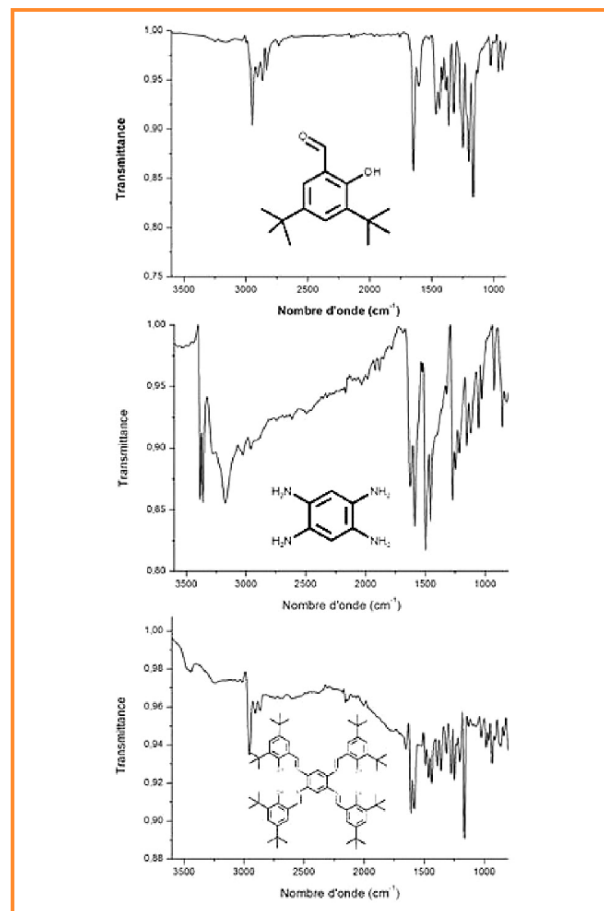 1,00
0,95
0,90
0,85
0,80
0,75
Transmittance
O
OH
3500 3000 2500 2000 1500 1000
Nombre d'onde (cm⁻¹)
1,00
0,95
0,90
0,85
0,80
Transmittance
H₂N
NH₂
H₂N
NH₂
3500 3000 2500 2000 1500 1000
Nombre d'onde (cm⁻¹)
1,00
0,98
0,96
0,94
0,92
0,90
0,88
Transmittance
3500 3000 2500 2000 1500 1000
Nombre d'onde (cm⁻¹)